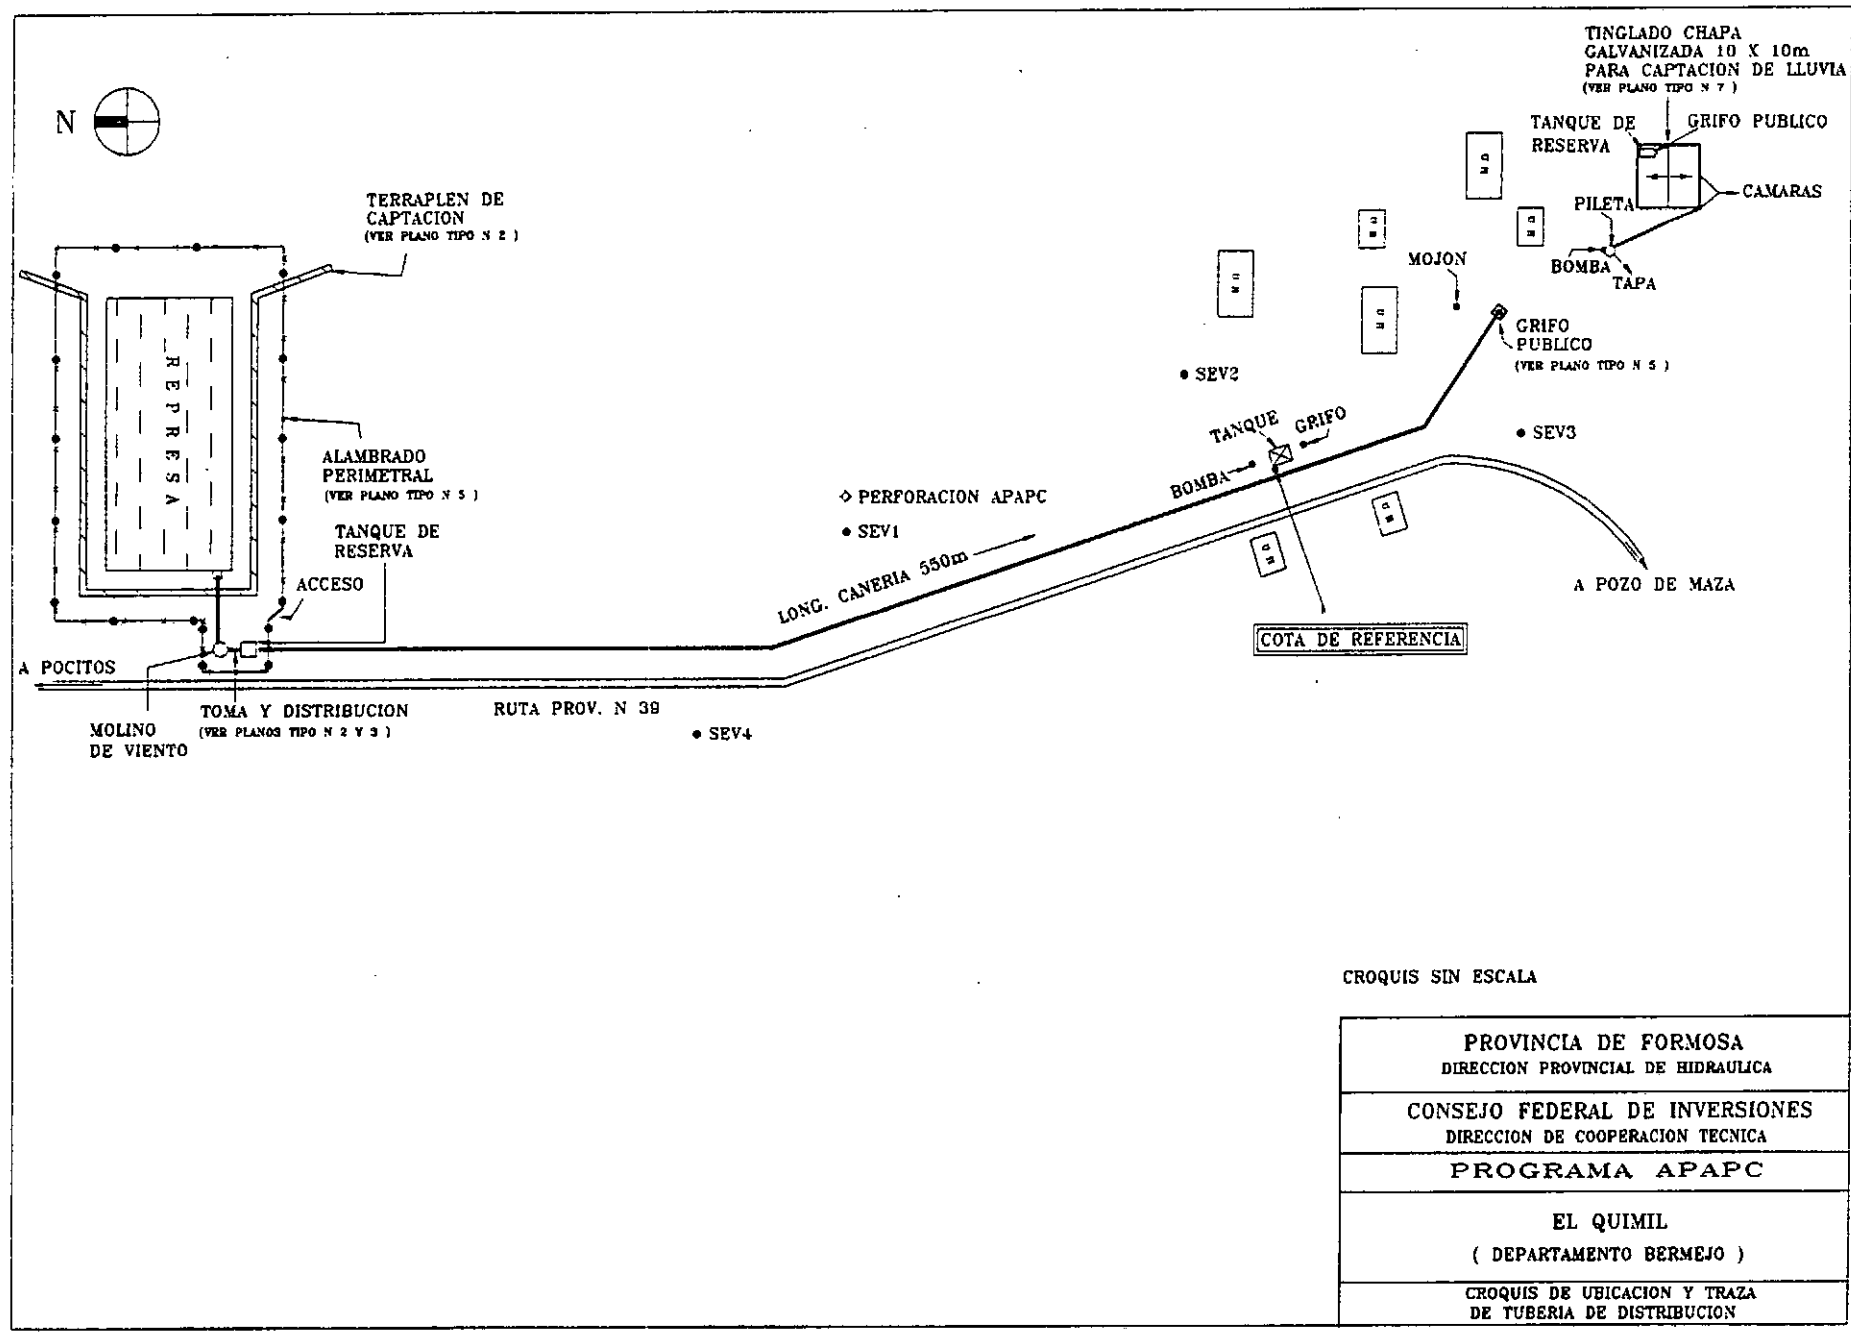 TINGLADO CHAPA
GALVANIZADA 10 X 10m
PARA CAPTACION DE LLUVIA
(VER PLANO TIPO N 7 )
TANQUE DE
RESERVA
GRIFO PUBLICO
CAMARAS
PILETA
BOMBA
TAPA
N
TERRAPLEN DE
CAPTACION
(VER PLANO TIPO N 2 )
MOJON
GRIFO
PUBLICO
(VER PLANO TIPO N 5 )
REPRESA
SEV2
TANQUE
GRIFO
BOMBA
SEV3
ALAMBRADO
PERIMETRAL
(VER PLANO TIPO N 5 )
PERFORACION APAPC
SEV1
TANQUE DE
RESERVA
ACCESO
LONG. CANERIA 550m
A POZO DE MAZA
COTA DE REFERENCIA
A POCITOS
MOLINO
DE VIENTO
TOMA Y DISTRIBUCION
(VER PLANOS TIPO N 2 Y 3 )
RUTA PROV. N 39
SEV4
CROQUIS SIN ESCALA
PROVINCIA DE FORMOSA
DIRECCION PROVINCIAL DE HIDRAULICA
CONSEJO FEDERAL DE INVERSIONES
DIRECCION DE COOPERACION TECNICA
PROGRAMA APAPC
EL QUIMIL
( DEPARTAMENTO BERMEJO )
CROQUIS DE UBICACION Y TRAZA
DE TUBERIA DE DISTRIBUCION